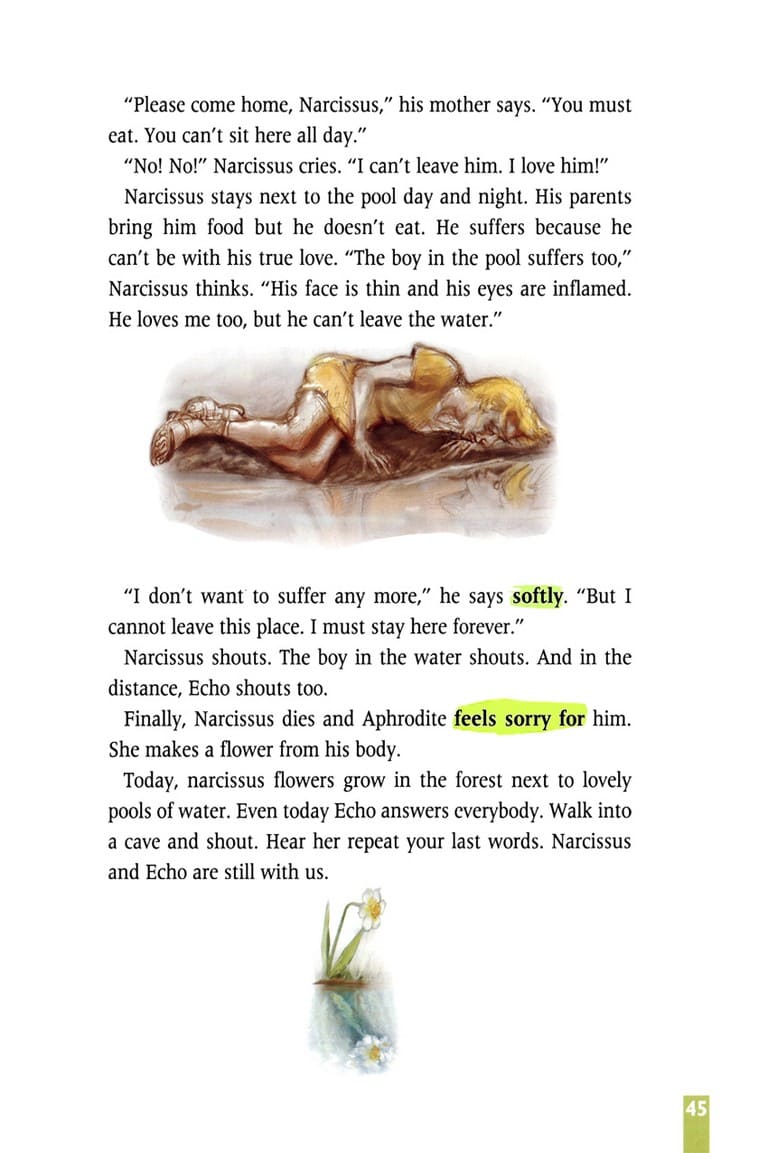 “Please come home, Narcissus,” his mother says. “You must
eat. You can’t sit here all day.”
“No! No!” Narcissus cries. “I can’t leave him. I love him!”
Narcissus stays next to the pool day and night. His parents
bring him food but he doesn’t eat. He suffers because he
can’t be with his true love. “The boy in the pool suffers too,”
Narcissus thinks. “His face is thin and his eyes are inflamed.
He loves me too, but he can’t leave the water.”
“I don’t want to suffer any more,” he says softly. “But I
cannot leave this place. I must stay here forever.”
Narcissus shouts. The boy in the water shouts. And in the
distance, Echo shouts too.
Finally, Narcissus dies and Aphrodite feels sorry for him.
She makes a flower from his body.
Today, narcissus flowers grow in the forest next to lovely
pools of water. Even today Echo answers everybody. Walk into
a cave and shout. Hear her repeat your last words. Narcissus
and Echo are still with us.
45